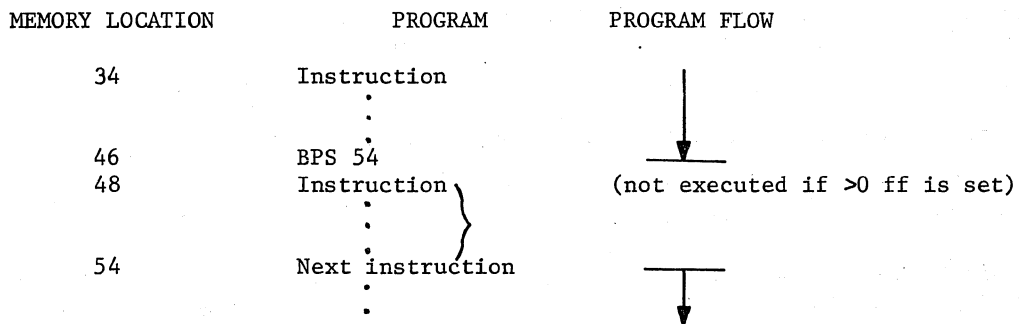 MEMORY LOCATION PROGRAM PROGRAM FLOW
34 Instruction
46 BPS 54
48 Instruction (not executed if >0 ff is set)
54 Next instruction